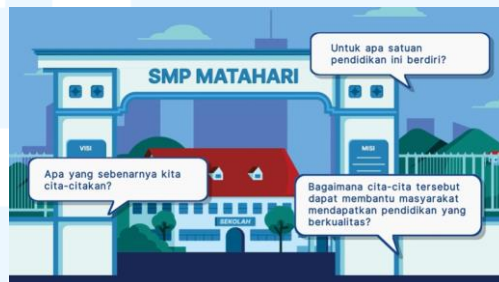 Untuk apa satuan
pendidikan ini berdiri?
SMP MATAHARI
VISI
MISI
Apa yang sebenarnya kita
cita-citakan?
Bagaimana cita-cita tersebut
dapat membantu masyarakat
mendapatkan pendidikan yang
berkualitas?
SEKOLAH